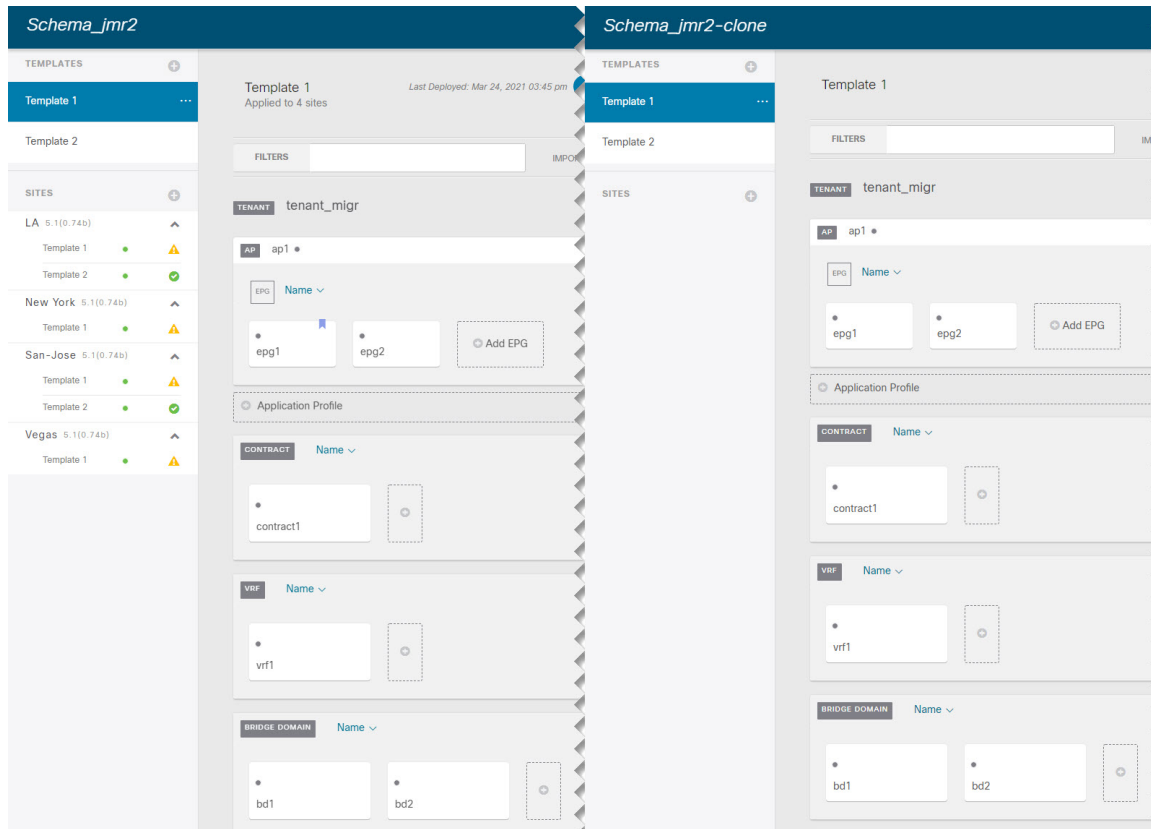 Schema_jmr2
TEMPLATES
Template 1
Template 2
SITES
LA 5.1(0.74b)
Template 1
Template 2
New York 5.1(0.74b)
Template 1
San-Jose 5.1(0.74b)
Template 1
Template 2
Vegas 5.1(0.74b)
Template 1
Template 1
Last Deployed: Mar 24, 2021 03:45 pm
Applied to 4 sites
FILTERS
IMPO
TENANT tenant_migr
AP ap1
EPG Name
epg1
epg2
Add EPG
Application Profile
CONTRACT Name
contract1
VRF Name
vrf1
BRIDGE DOMAIN Name
bd1
bd2
Schema_jmr2-clone
TEMPLATES
Template 1
Template 2
SITES
Template 1
FILTERS
IM
TENANT tenant_migr
AP ap1
EPG Name
epg1
epg2
Add EPG
Application Profile
CONTRACT Name
contract1
VRF Name
vrf1
BRIDGE DOMAIN Name
bd1
bd2